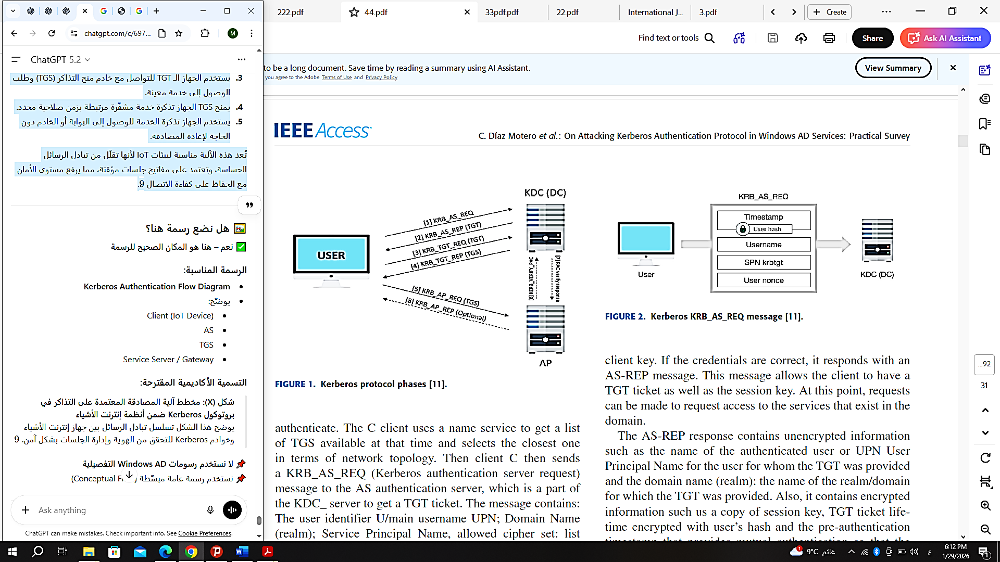 222.pdf
44.pdf
33pdf.pdf
22.pdf
International J...
3.pdf
Create
chatgpt.com/c/697...
M
Find text or tools
Share
Ask AI Assistant
ChatGPT 5.2
to be a long document. Save time by reading a summary using AI Assistant.
you agree to the Adobe Terms of Use and Privacy Policy
View Summary
3. يستخدم الجهاز الـ TGT للتواصل مع خادم منح التذاكر (TGS) وطلب
الوصول إلى خدمة معينة.
4. يمنح TGS الجهاز تذكرة خدمة مشفّرة مرتبطة بزمن صلاحية محدد.
5. يستخدم الجهاز تذكرة الخدمة للوصول إلى البوابة أو الخادم دون
الحاجة لإعادة المصادقة.
تُعد هذه الآلية مناسبة لبيئات IoT لأنها تقلّل من تبادل الرسائل
الحساسة، وتعتمد على مفاتيح جلسات مؤقتة، مما يرفع مستوى الأمان
مع الحفاظ على كفاءة الاتصال 9.
هل نضع رسمة هنا؟
نعم – هنا هو المكان الصحيح للرسمة
الرسمة المناسبة:
Kerberos Authentication Flow Diagram
يوضّح:
Client (IoT Device)
AS
TGS
Service Server / Gateway
التسمية الأكاديمية المقترحة:
شكل (X): مخطط آلية المصادقة المعتمدة على التذاكر في
بروتوكول Kerberos ضمن أنظمة إنترنت الأشياء
يوضح هذا الشكل تسلسل تبادل الرسائل بين جهاز إنترنت الأشياء
وخوادم Kerberos للتحقق من الهوية وإدارة الجلسات بشكل آمن. 9
لا نستخدم رسومات Windows AD التفصيلية
نستخدم رسمة عامة مبسّطة (Conceptual F
Ask anything
ChatGPT can make mistakes. Check important info. See Cookie Preferences.
IEEE Access
C. Díaz Motero et al.: On Attacking Kerberos Authentication Protocol in Windows AD Services: Practical Survey
KDC (DC)
USER
[1] KRB_AS_REQ
[2] KRB_AS_REP (TGT)
[3] KRB_TGT_REQ (TGT)
[4] KRB_TGT_REP (TGS)
[5] KRB_AP_REQ (TGS)
[8] KRB_AP_REP (Optional)
[6] KERB_VERIFY_PAC
[7] PAC verify response
AP
FIGURE 1. Kerberos protocol phases [11].
authenticate. The C client uses a name service to get a list
of TGS available at that time and selects the closest one
in terms of network topology. Then client C then sends
a KRB_AS_REQ (Kerberos authentication server request)
message to the AS authentication server, which is a part of
the KDC_ server to get a TGT ticket. The message contains:
The user identifier U/main username UPN; Domain Name
(realm); Service Principal Name, allowed cipher set: list
KRB_AS_REQ
Timestamp
User hash
Username
SPN krbtgt
User nonce
User
KDC (DC)
FIGURE 2. Kerberos KRB_AS_REQ message [11].
client key. If the credentials are correct, it responds with an
AS-REP message. This message allows the client to have a
TGT ticket as well as the session key. At this point, requests
can be made to request access to the services that exist in the
domain.
The AS-REP response contains unencrypted information
such as the name of the authenticated user or UPN User
Principal Name for the user for whom the TGT was provided
and the domain name (realm): the name of the realm/domain
for which the TGT was provided. Also, it contains encrypted
information such us a copy of session key, TGT ticket life-
time encrypted with user's hash and the pre-authentication
timestamp that provides mutual authentication so that the
...92
31
9°C غائم
ع
6:12 PM
1/29/2026